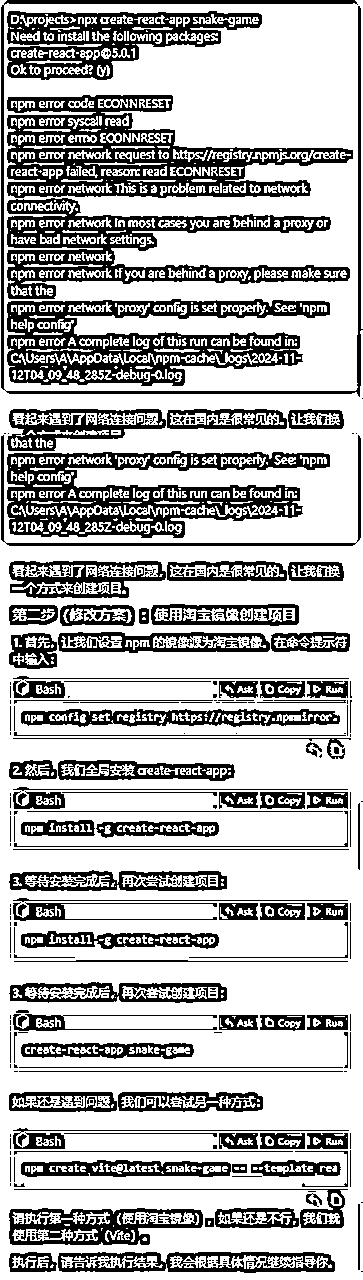 D:\projects>npx create-react-app snake-game
Need to install the following packages:
create-react-app@5.0.1
Ok to proceed? (y)
npm error code ECONNRESET
npm error syscall read
npm error errno ECONNRESET
npm error network request to https://registry.npmjs.org/create-
react-app failed, reason: read ECONNRESET
npm error network This is a problem related to network
connectivity.
npm error network In most cases you are behind a proxy or
have bad network settings.
npm error network
npm error network If you are behind a proxy, please make sure
that the
npm error network 'proxy' config is set properly. See: 'npm
help config'
npm error A complete log of this run can be found in:
C:\Users\A\AppData\Local\npm-cache\_logs\2024-11-
12T04_09_48_285Z-debug-0.log
看起来遇到了网络连接问题，这在国内是很常见的。让我们换
that the
npm error network 'proxy' config is set properly. See: 'npm
help config'
npm error A complete log of this run can be found in:
C:\Users\A\AppData\Local\npm-cache\_logs\2024-11-
12T04_09_48_285Z-debug-0.log
看起来遇到了网络连接问题，这在国内是很常见的。让我们换
一个方式来创建项目。
第二步（修改方案）：使用淘宝镜像创建项目
1. 首先，让我们设置 npm 的镜像源为淘宝镜像。在命令提示符
中输入：
Bash Ask Copy Run
npm config set registry https://registry.npmmirror.
2. 然后，我们全局安装 create-react-app：
Bash Ask Copy Run
npm install -g create-react-app
3. 等待安装完成后，再次尝试创建项目：
Bash Ask Copy Run
npm install -g create-react-app
3. 等待安装完成后，再次尝试创建项目：
Bash Ask Copy Run
create-react-app snake-game
如果还是遇到问题，我们可以尝试另一种方式：
Bash Ask Copy Run
npm create vite@latest snake-game -- --template rea
请执行第一种方式（使用淘宝镜像），如果还是不行，我们就
使用第二种方式（Vite）。
执行后，请告诉我执行结果，我会根据具体情况继续指导你。